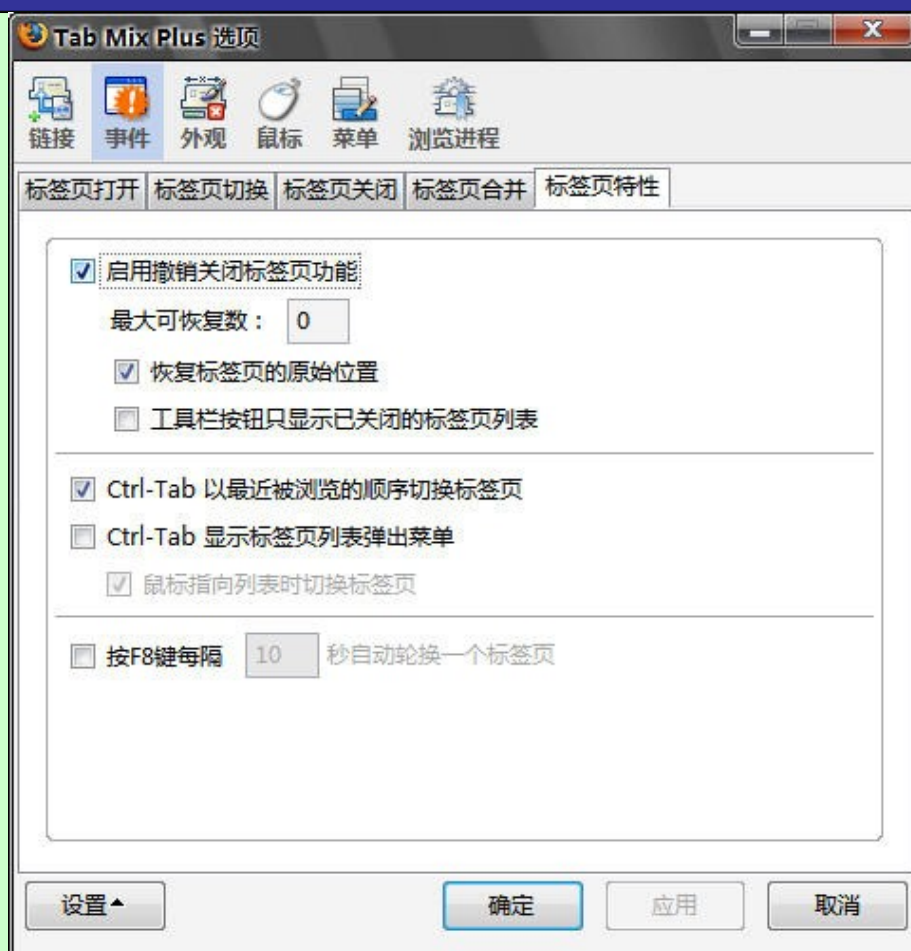 Tab Mix Plus 选项
链接 事件 外观 鼠标 菜单 浏览进程
标签页打开 标签页切换 标签页关闭 标签页合并 标签页特性
启用撤销关闭标签页功能
最大可恢复数： 0
恢复标签页的原始位置
工具栏按钮只显示已关闭的标签页列表
Ctrl-Tab 以最近被浏览的顺序切换标签页
Ctrl-Tab 显示标签页列表弹出菜单
鼠标指向列表时切换标签页
按F8键每隔 10 秒自动轮换一个标签页
设置 确定 应用 取消